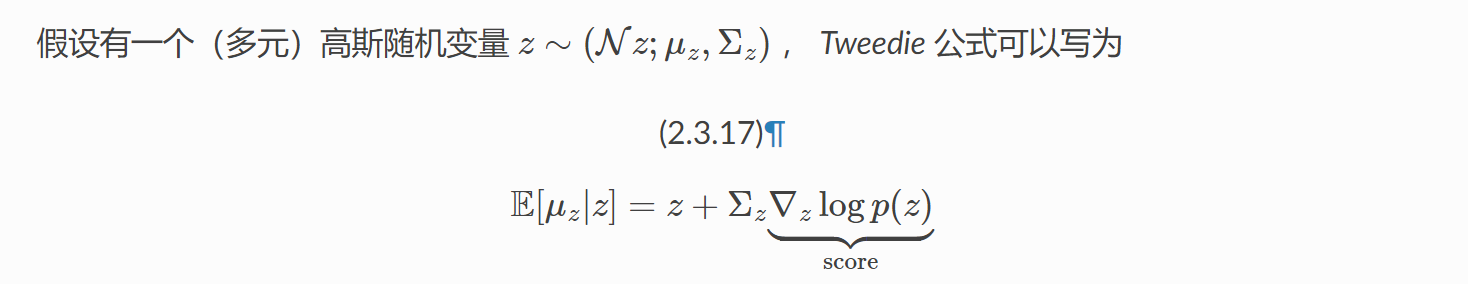 假设有一个（多元）高斯随机变量 z ∼ (𝒩z; μ_z, Σ_z) ， Tweedie 公式可以写为
(2.3.17)¶
𝔼[μ_z|z] = z + Σ_z∇_z log p(z)
score